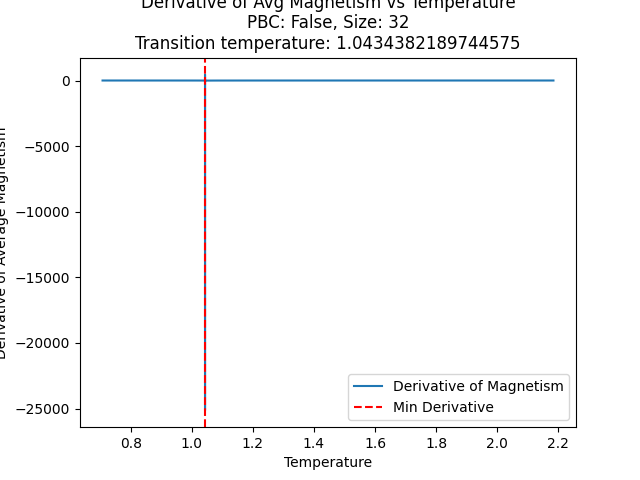 Derivative of Avg Magnetism vs Temperature
PBC: False, Size: 32
Transition temperature: 1.0434382189744575
Derivative of Average Magnetism
0
−5000
−10000
−15000
−20000
−25000
0.8
1.0
1.2
1.4
1.6
1.8
2.0
2.2
Temperature
Derivative of Magnetism
Min Derivative